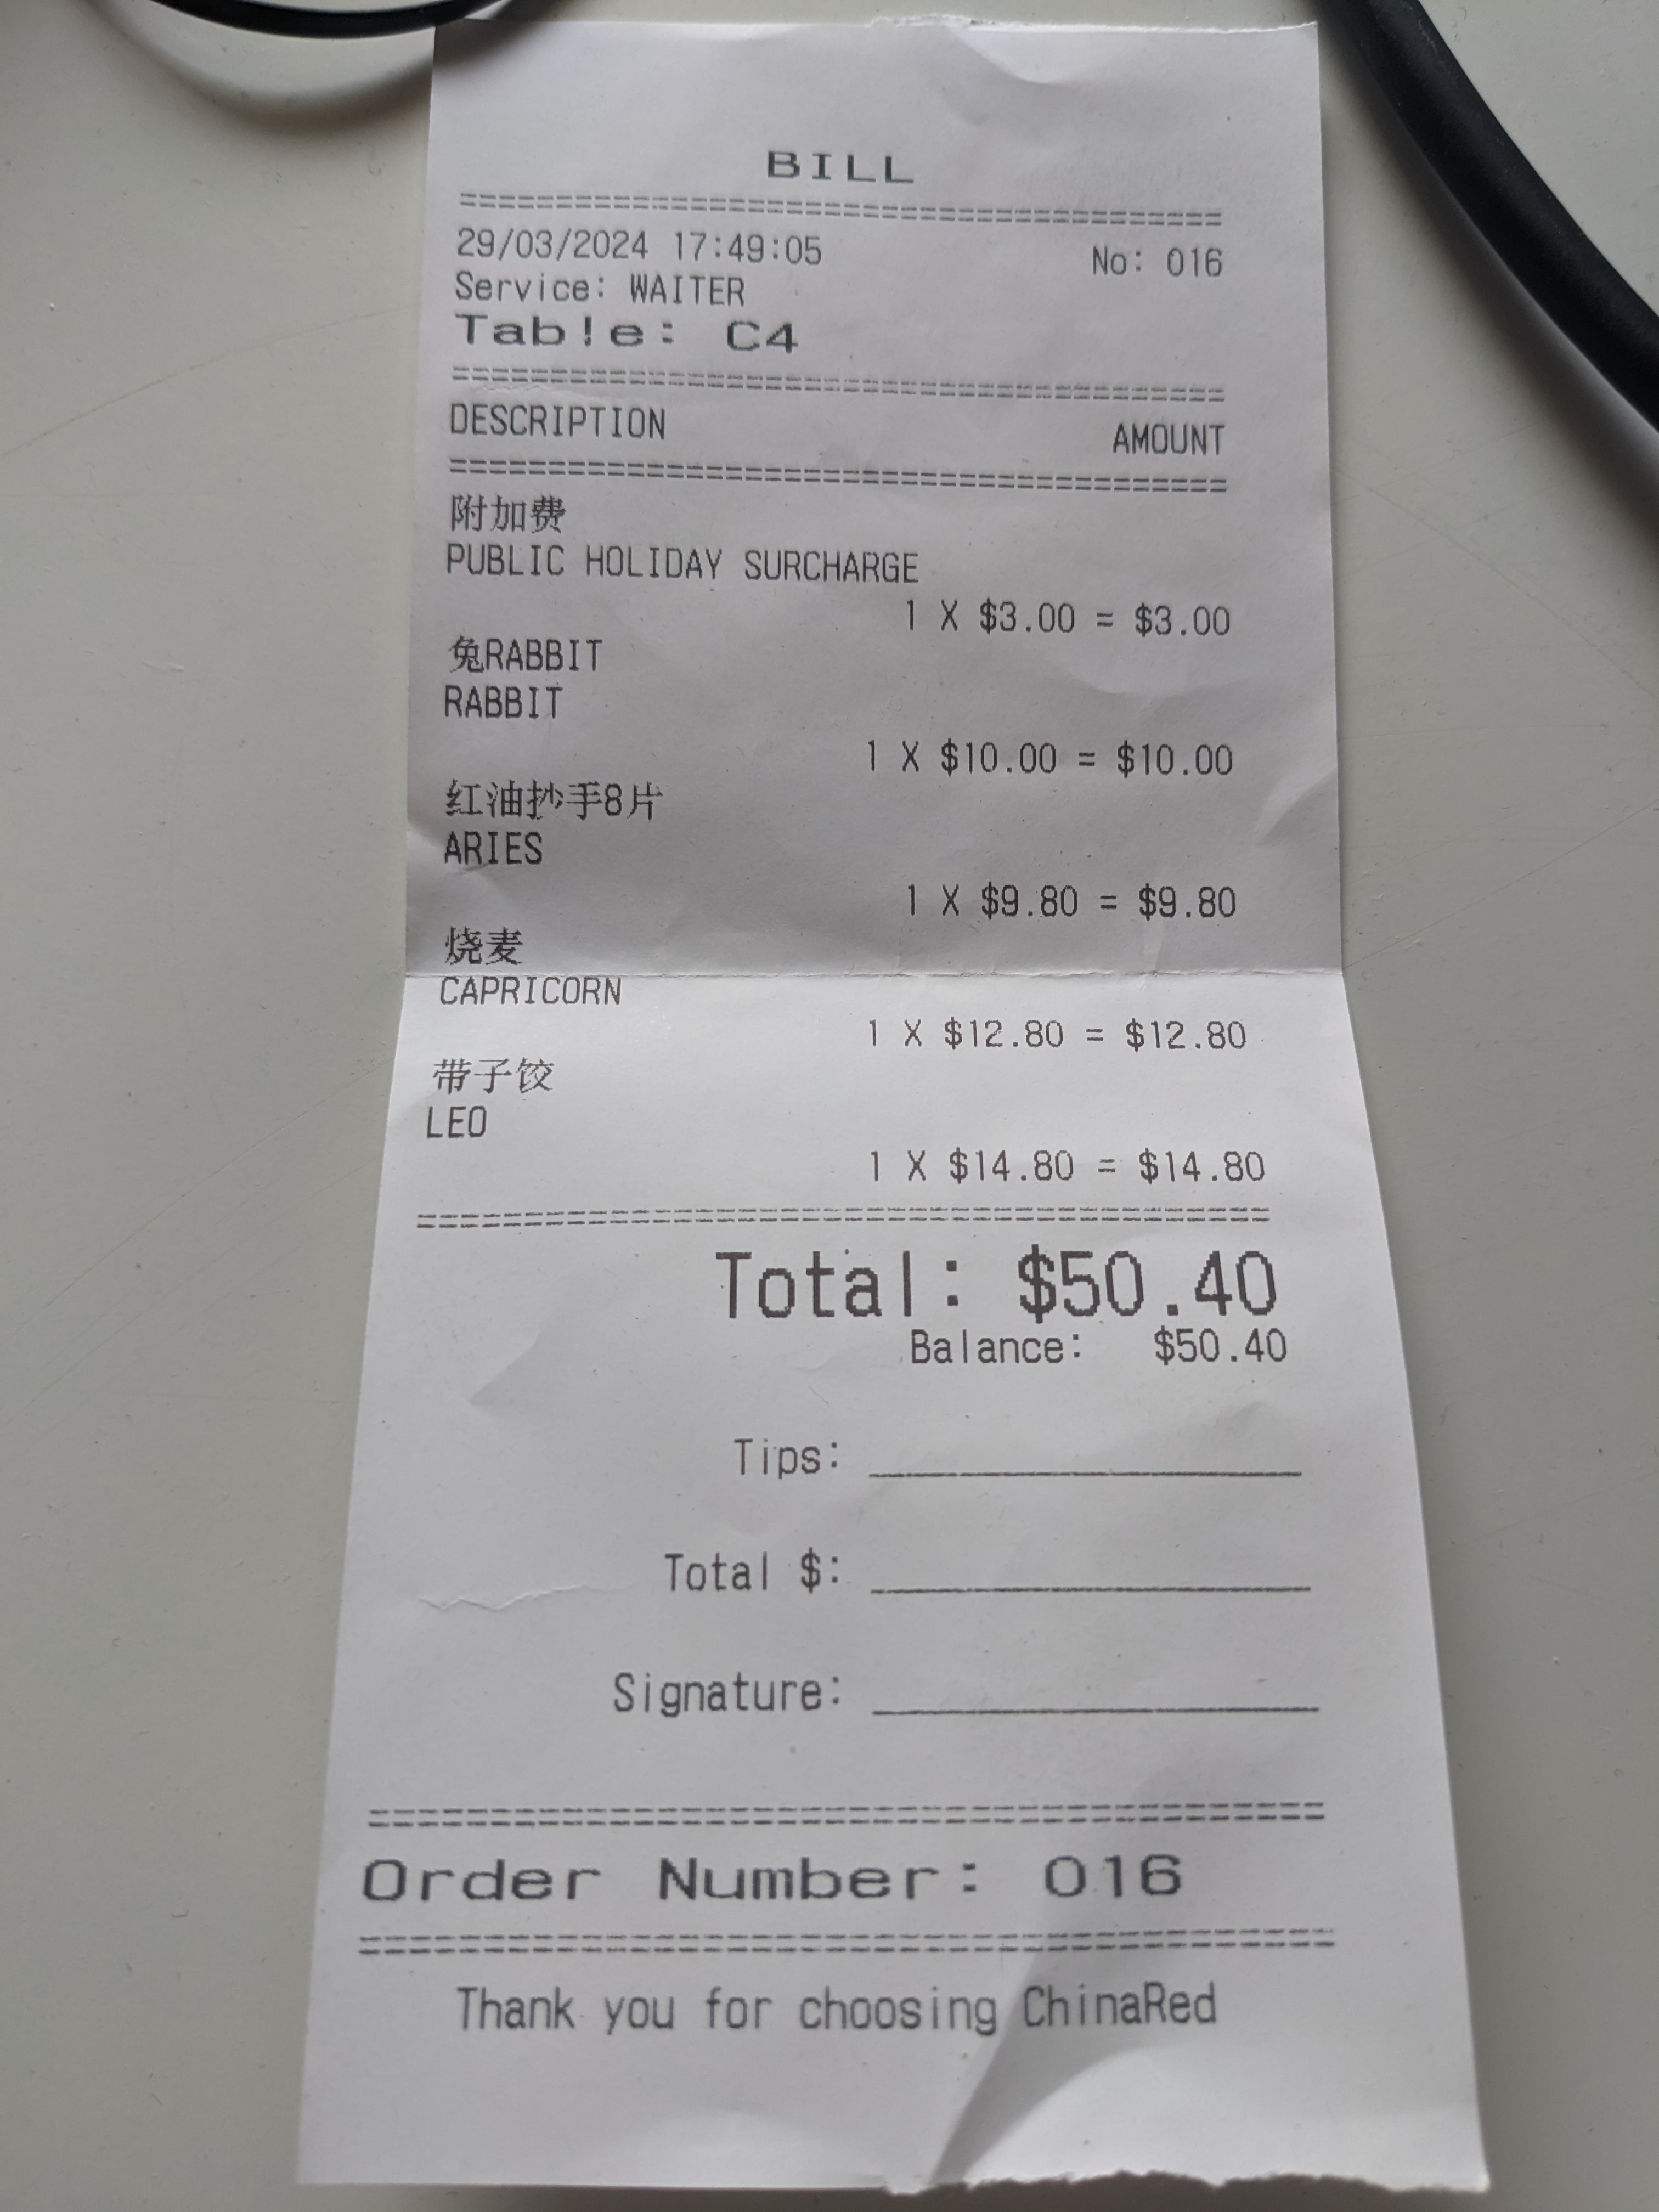 BILL
========================================
29/03/2024 17:49:05 No: 016
Service: WAITER
Table: C4
========================================
DESCRIPTION AMOUNT
========================================
附加费
PUBLIC HOLIDAY SURCHARGE
1 X $3.00 = $3.00
兔RABBIT
RABBIT
1 X $10.00 = $10.00
红油抄手8片
ARIES
1 X $9.80 = $9.80
烧麦
CAPRICORN
1 X $12.80 = $12.80
带子饺
LEO
1 X $14.80 = $14.80
========================================
Total: $50.40
Balance: $50.40
Tips: ____________________
Total $: ____________________
Signature: ____________________
========================================
Order Number: 016
========================================
Thank you for choosing ChinaRed